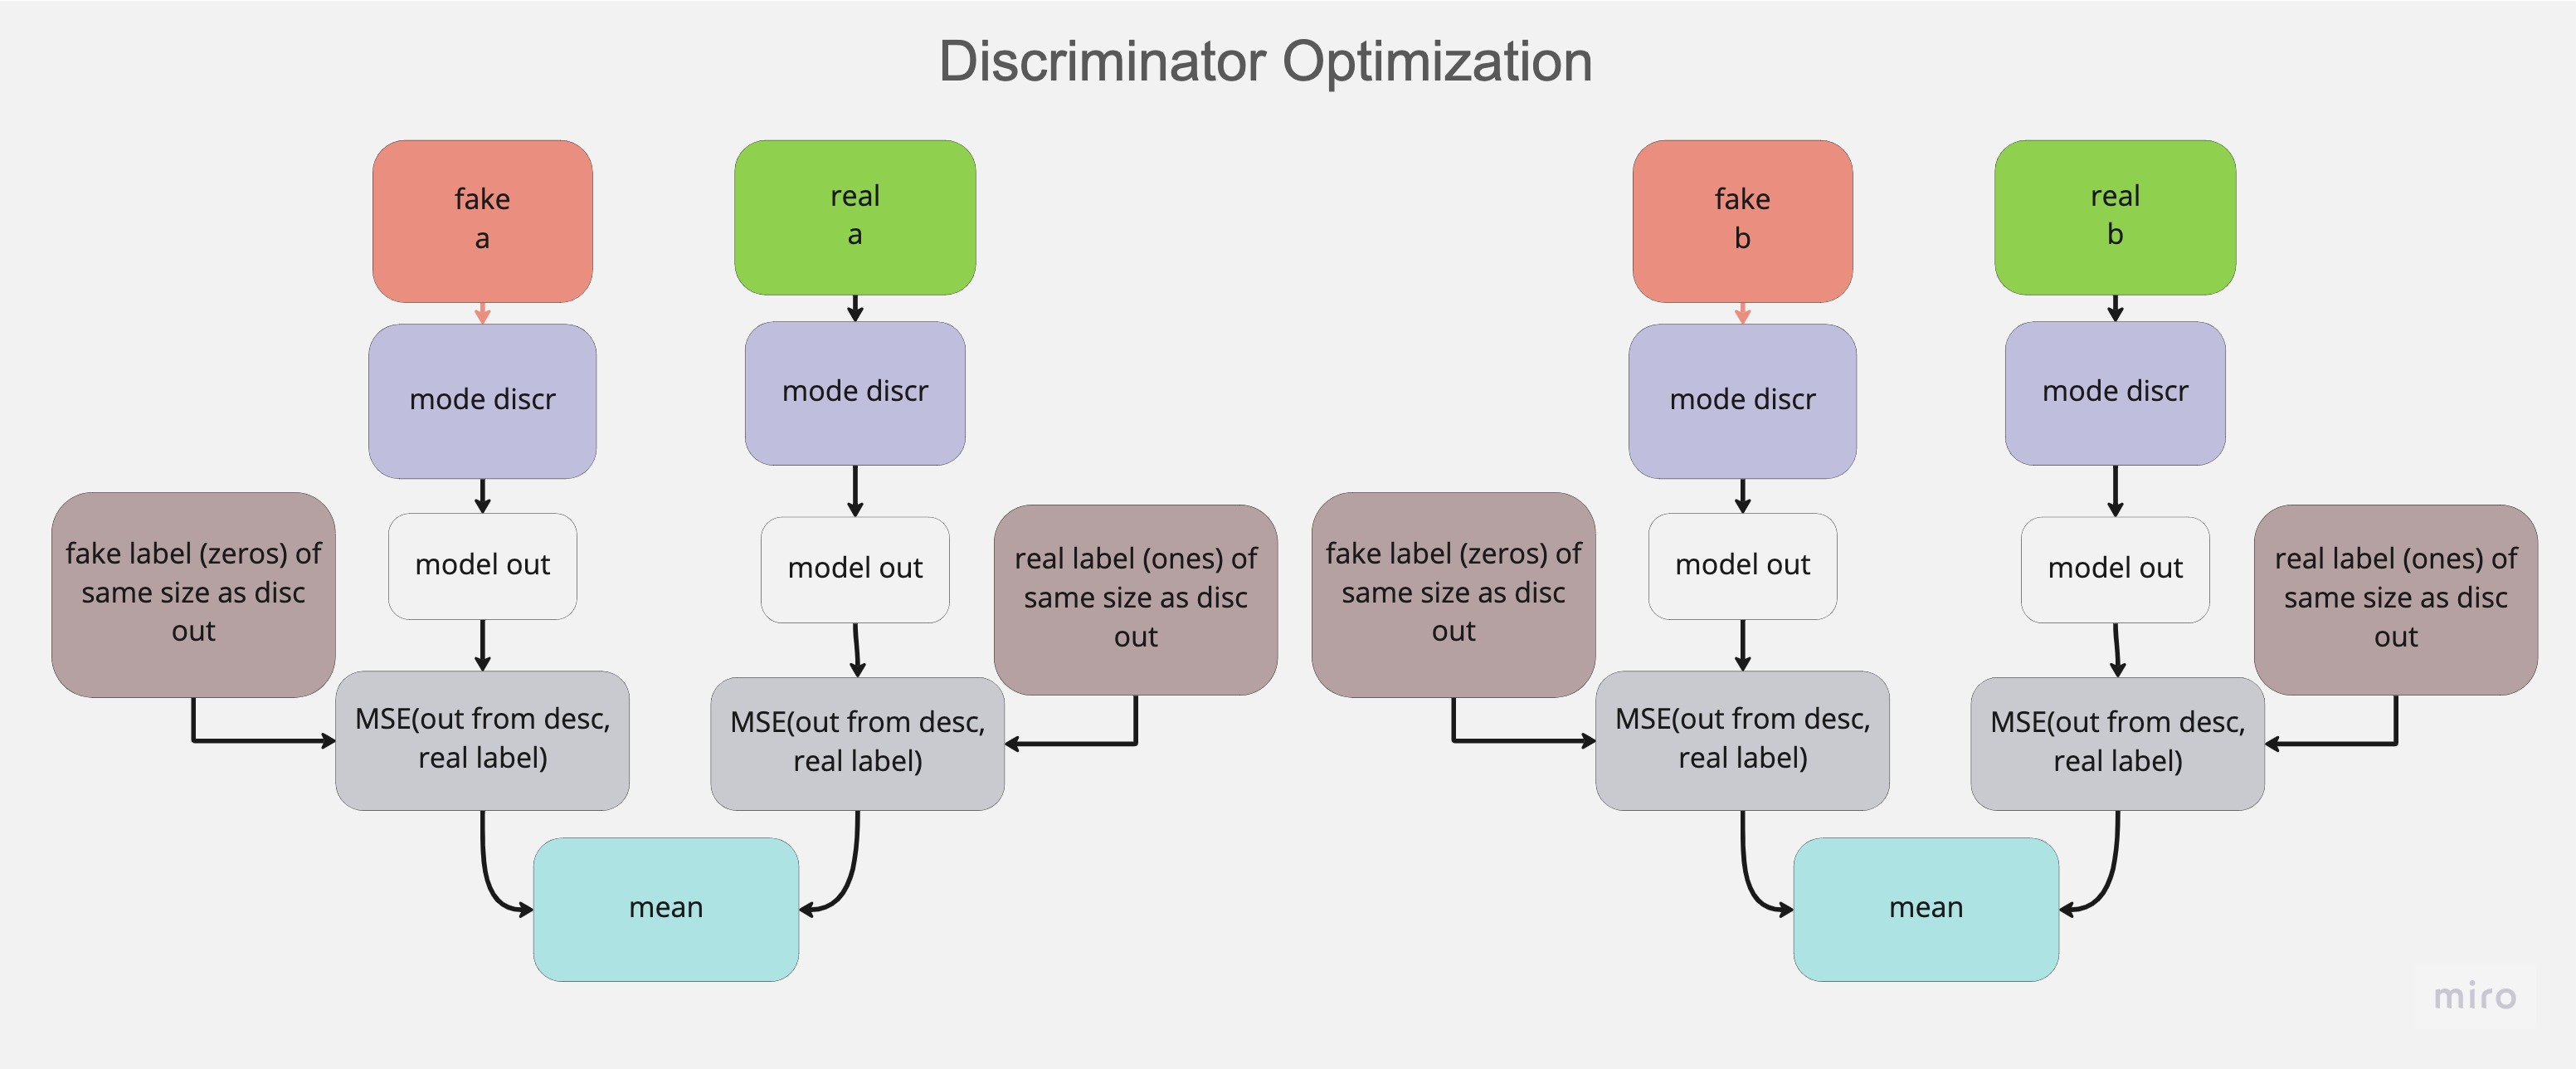 Discriminator Optimization
fake
a
real
a
fake
b
real
b
mode discr
mode discr
mode discr
mode discr
fake label (zeros) of
same size as disc
out
model out
model out
real label (ones) of
same size as disc
out
fake label (zeros) of
same size as disc
out
model out
model out
real label (ones) of
same size as disc
out
MSE(out from desc,
real label)
MSE(out from desc,
real label)
MSE(out from desc,
real label)
MSE(out from desc,
real label)
mean
mean
miro